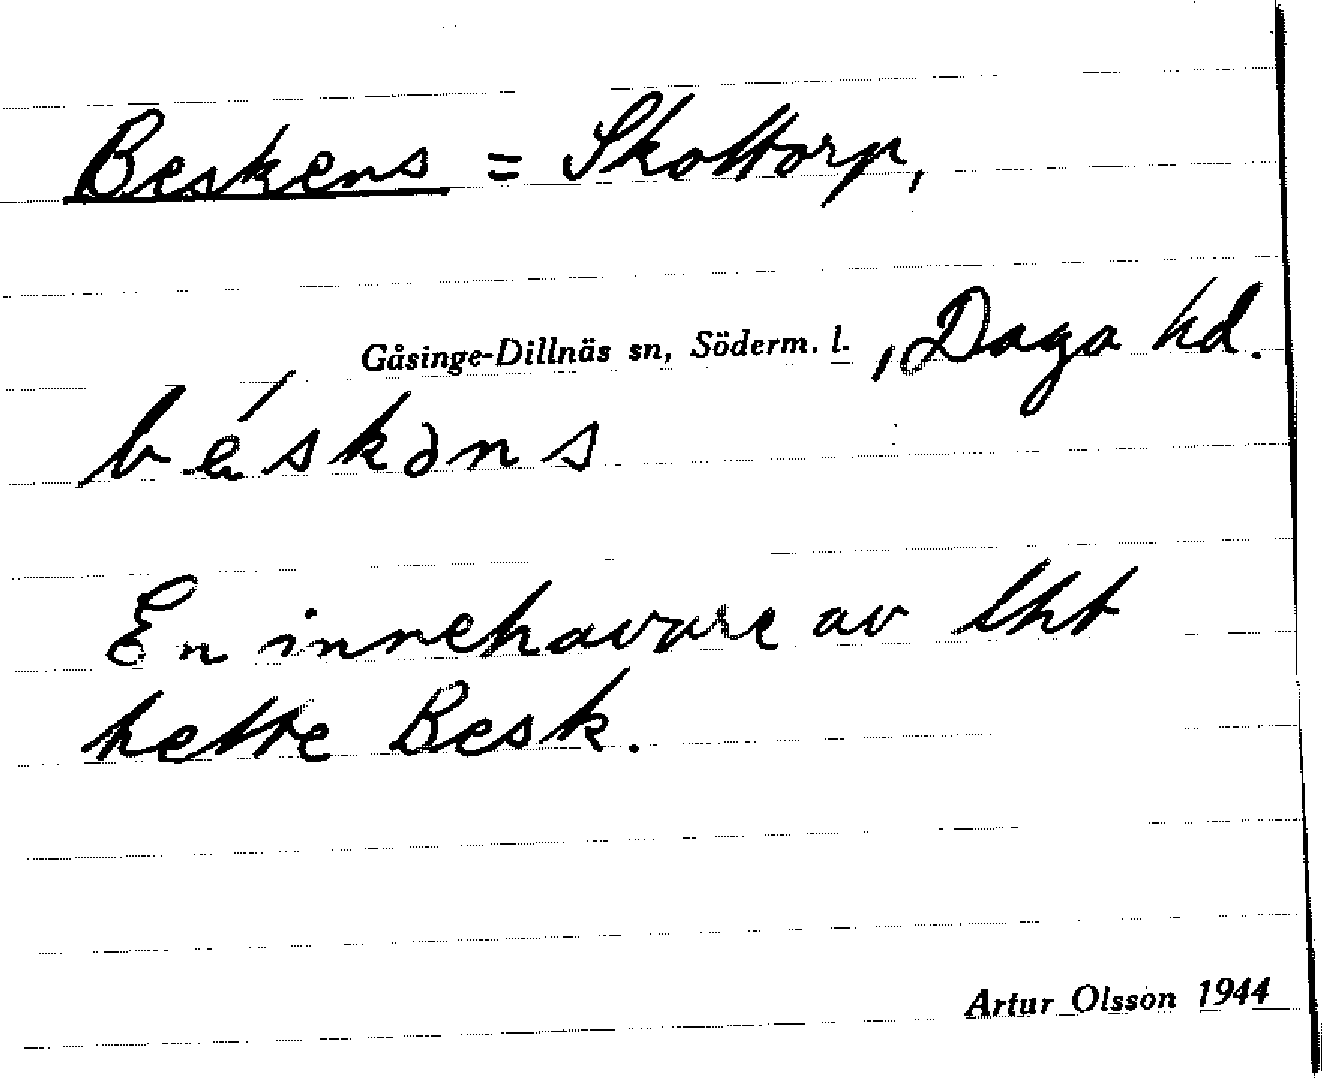 Beskens = Skottorp,
Gåsinge-Dillnäs sn, Söderm. l. , Daga hd.
béskəns
En innehavare av lht
hette Besk.
Artur Olsson 1944